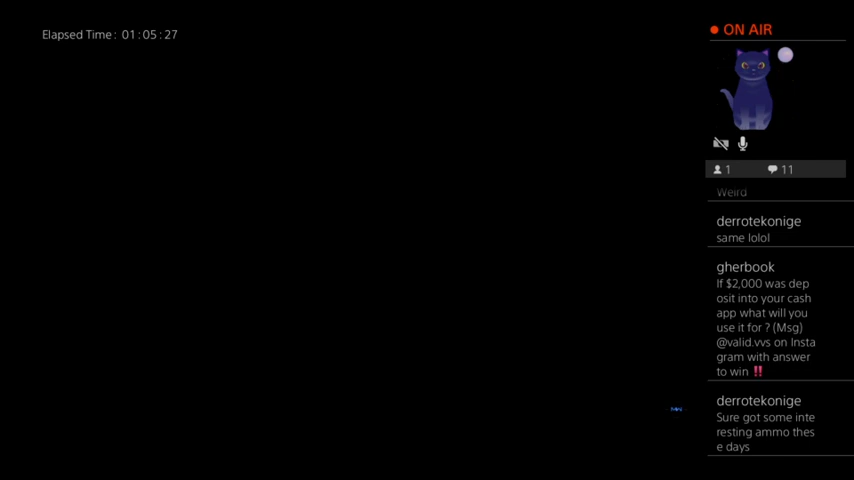 Elapsed Time: 01:05:27
ON AIR
1 11
Weird
derrotekonige
same lolol
gherbook
If $2,000 was dep
osit into your cash
app what will you
use it for ? (Msg)
@valid.vvs on Insta
gram with answer
to win ‼️
derrotekonige
Sure got some inte
resting ammo thes
e days